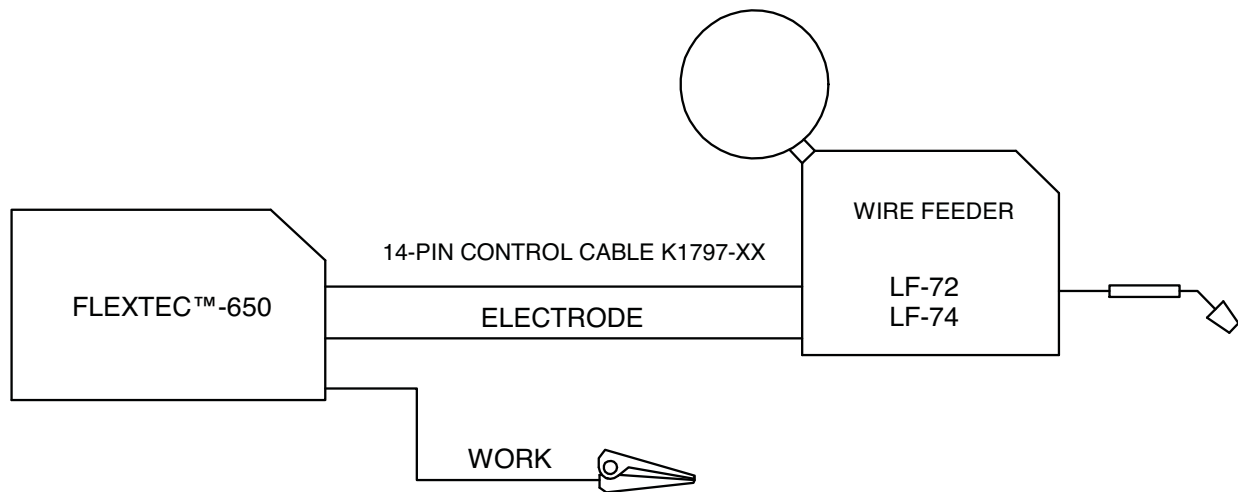 WIRE FEEDER
14-PIN CONTROL CABLE K1797-XX
FLEXTEC™-650
ELECTRODE
LF-72
LF-74
WORK